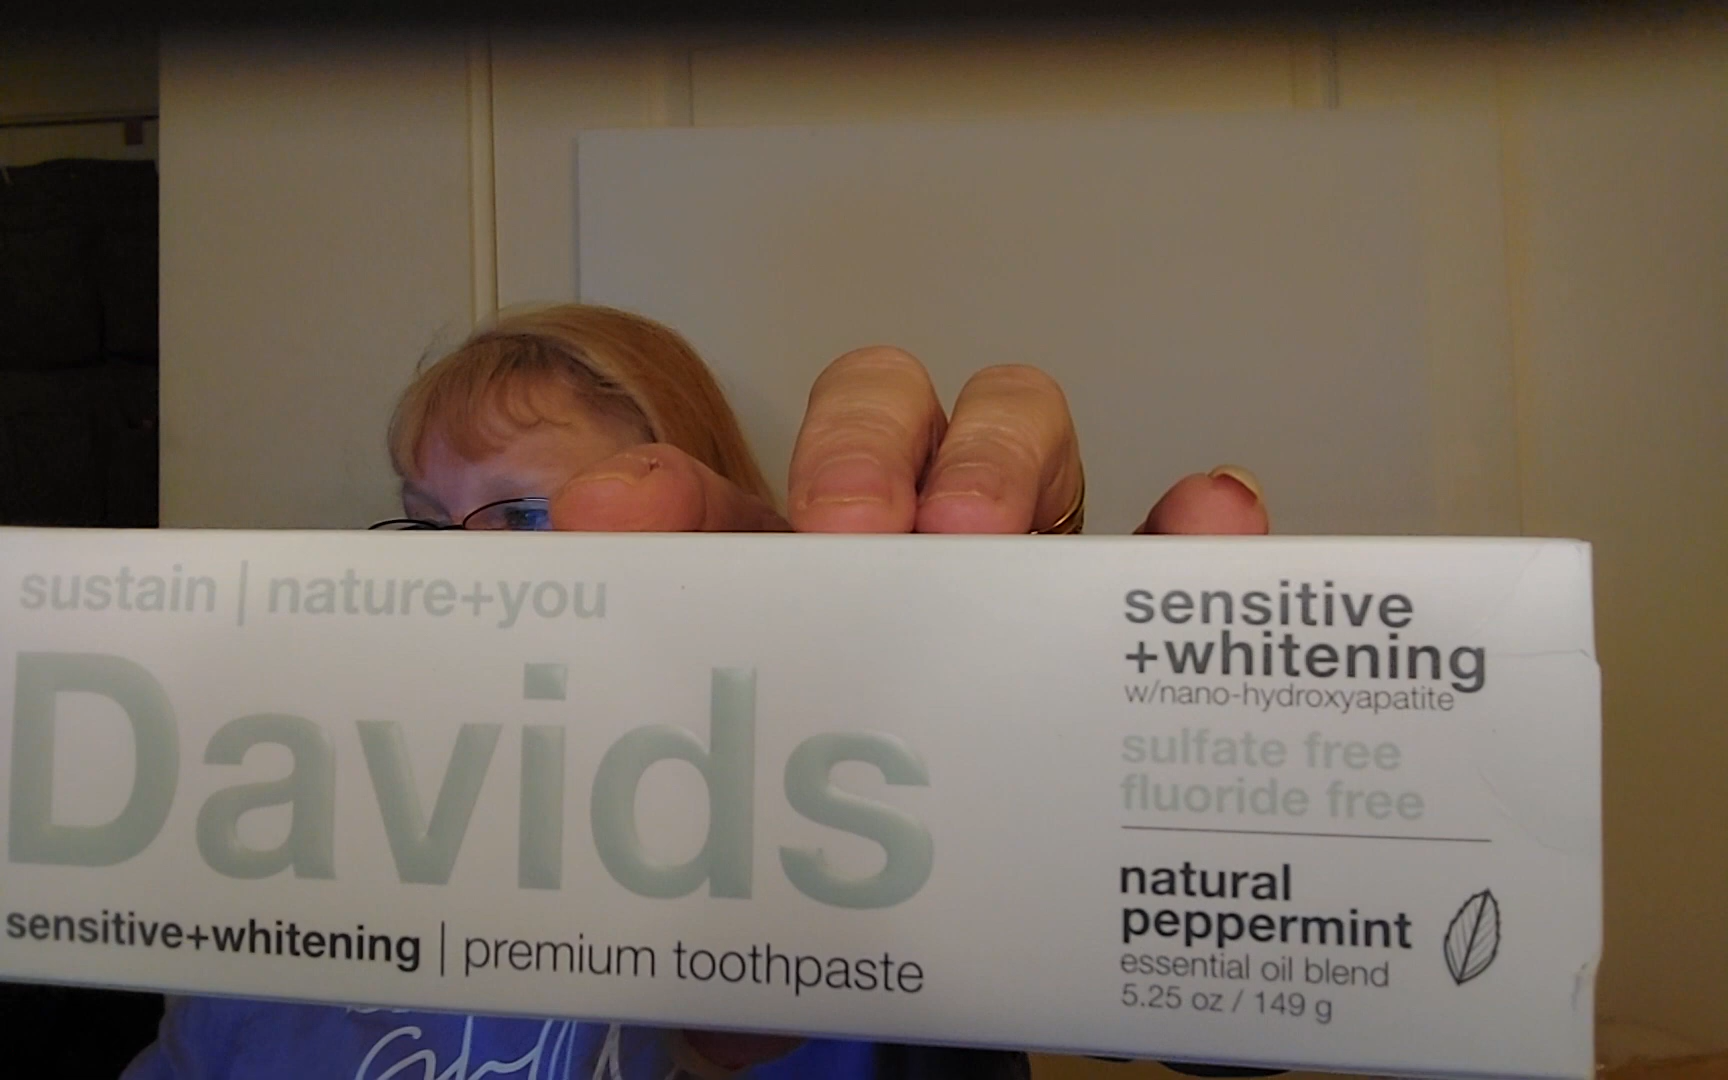 sustain | nature+you
Davids
sensitive+whitening | premium toothpaste
sensitive
+whitening
w/nano-hydroxyapatite
sulfate free
fluoride free
natural
peppermint
essential oil blend
5.25 oz / 149 g